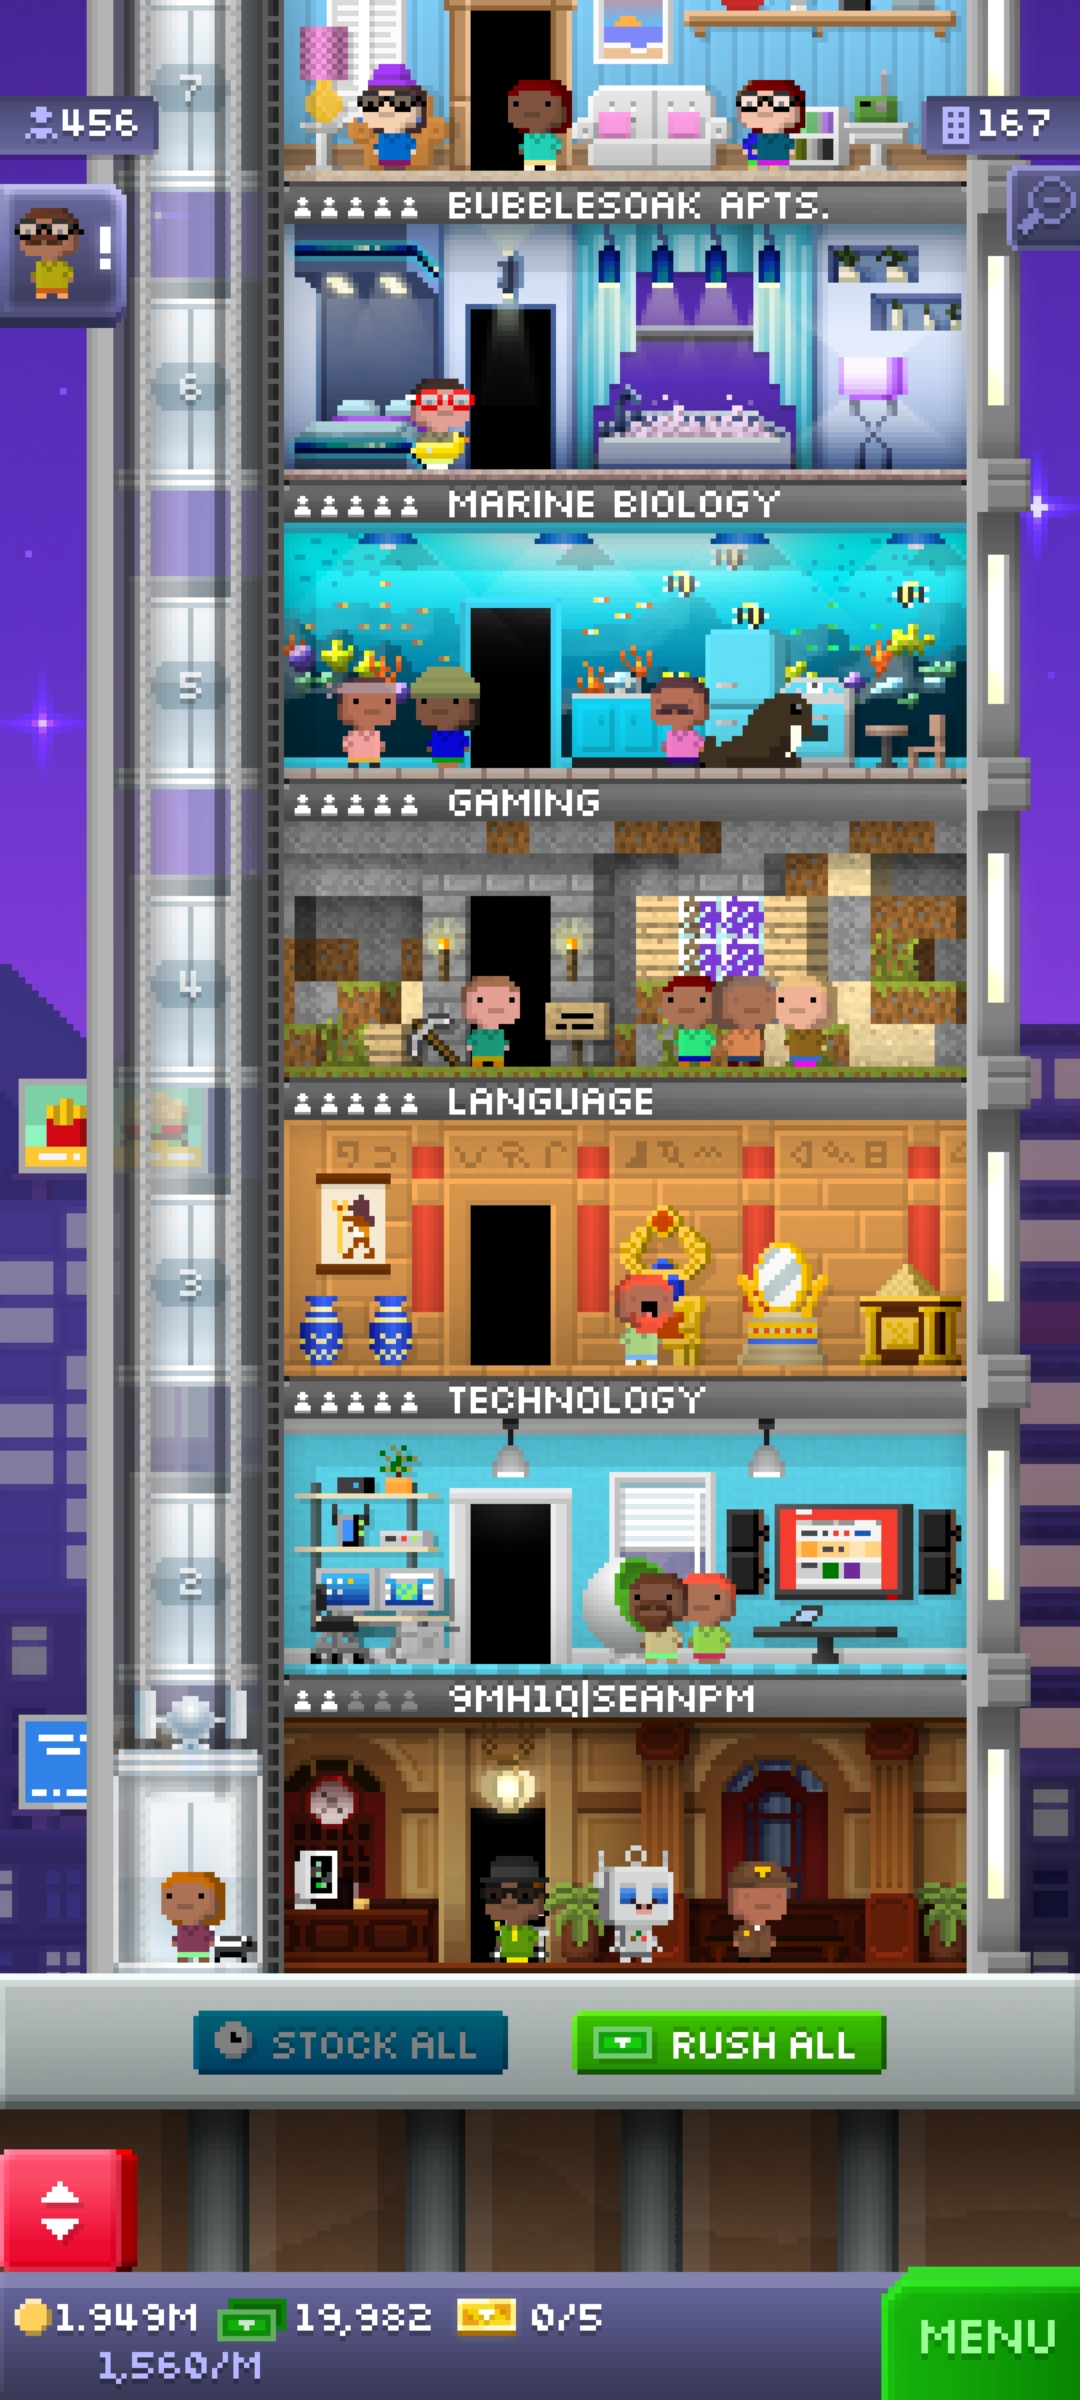 7
456
167
!
BUBBLESOAK APTS.
6
MARINE BIOLOGY
5
GAMING
4
LANGUAGE
3
TECHNOLOGY
2
9MH1Q|SEANPM
STOCK ALL
RUSH ALL
1.949M
19,982
0/5
1,560/M
MENU